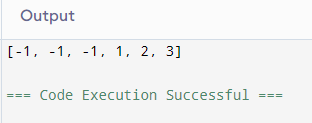 Output
[-1, -1, -1, 1, 2, 3]
=== Code Execution Successful ===